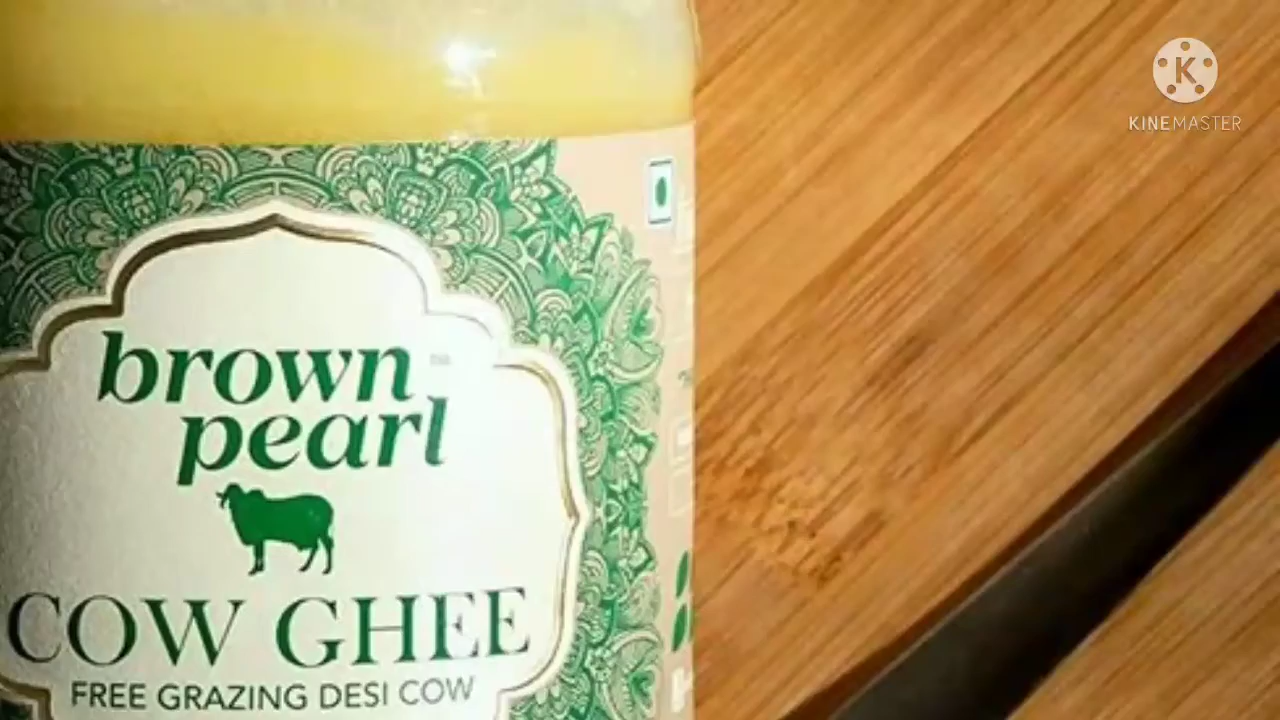 KINEMASTER
brown
pearl
COW GHEE
FREE GRAZING DESI COW